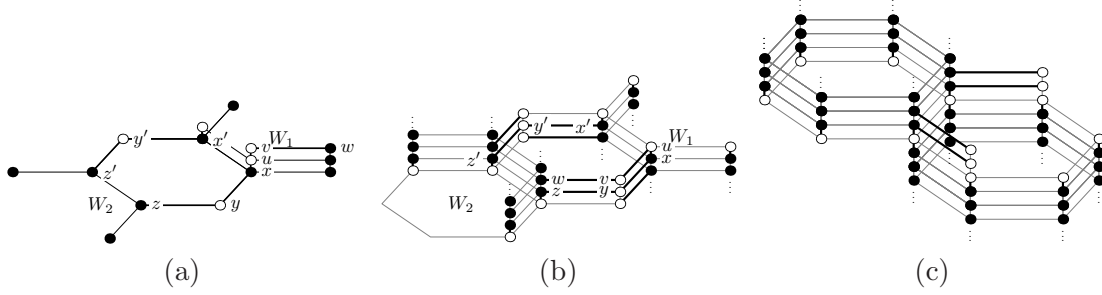 y′ x′ v W₁ w
u
z′ x
W₂ z y
(a)
y′ x′ u W₁
z′ x
w v
W₂ z y
(b)
(c)